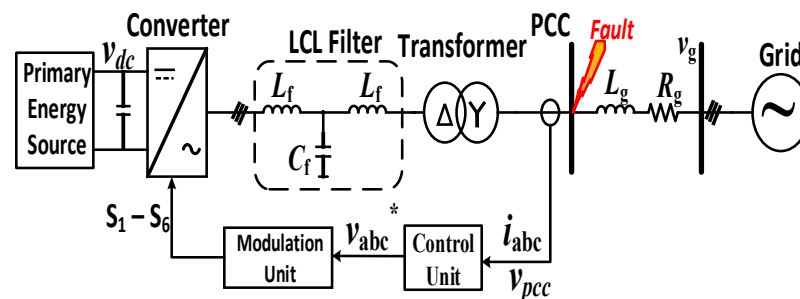 Converter
LCL Filter
Transformer
PCC
Fault
v_g
Grid
Primary
Energy
Source
v_dc
L_f
L_f
C_f
Δ
Y
L_g
R_g
~
S_1 – S_6
Modulation
Unit
v_abc*
Control
Unit
i_abc
v_pcc